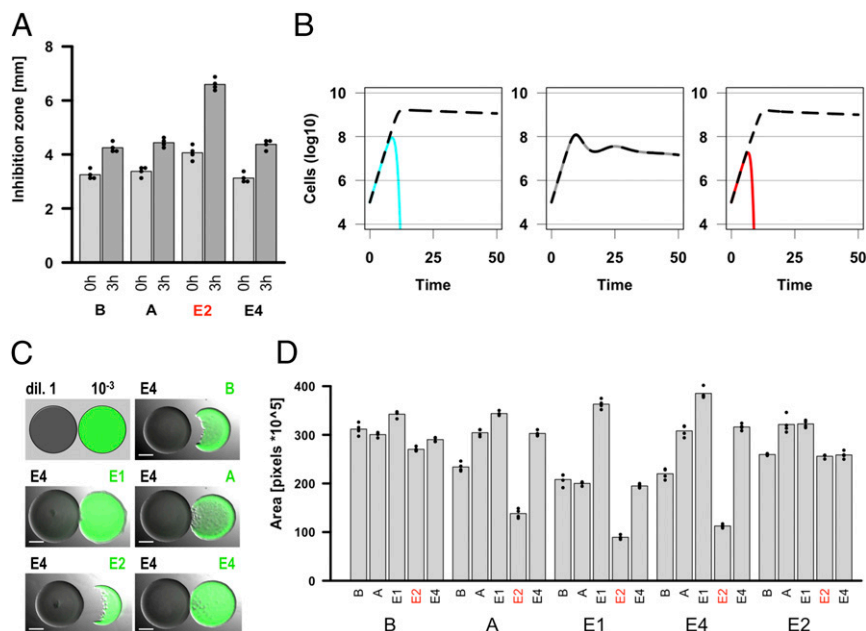 A
Inhibition zone [mm]
8
6
4
2
0
0h 3h 0h 3h 0h 3h 0h 3h
B A E2 E4
B
Cells (log10)
10
8
6
4
0 25 50
Time
10
8
6
4
0 25 50
Time
10
8
6
4
0 25 50
Time
C
dil. 1 10⁻³
E4 B
E4 E1
E4 A
E4 E2
E4 E4
D
Area [pixels *10^5]
400
300
200
100
0
B A E1 E2 E4 B A E1 E2 E4 B A E1 E2 E4 B A E1 E2 E4 B A E1 E2 E4
B A E1 E4 E2